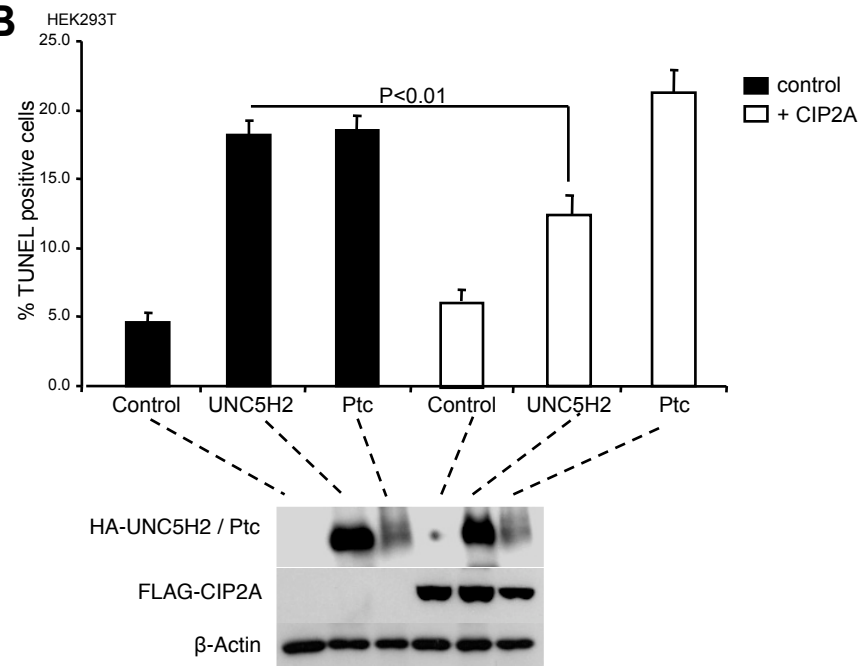 B
HEK293T
25.0
20.0
15.0
10.0
5.0
0.0
% TUNEL positive cells
P<0.01
control
+ CIP2A
Control UNC5H2 Ptc Control UNC5H2 Ptc
HA-UNC5H2 / Ptc
FLAG-CIP2A
β-Actin